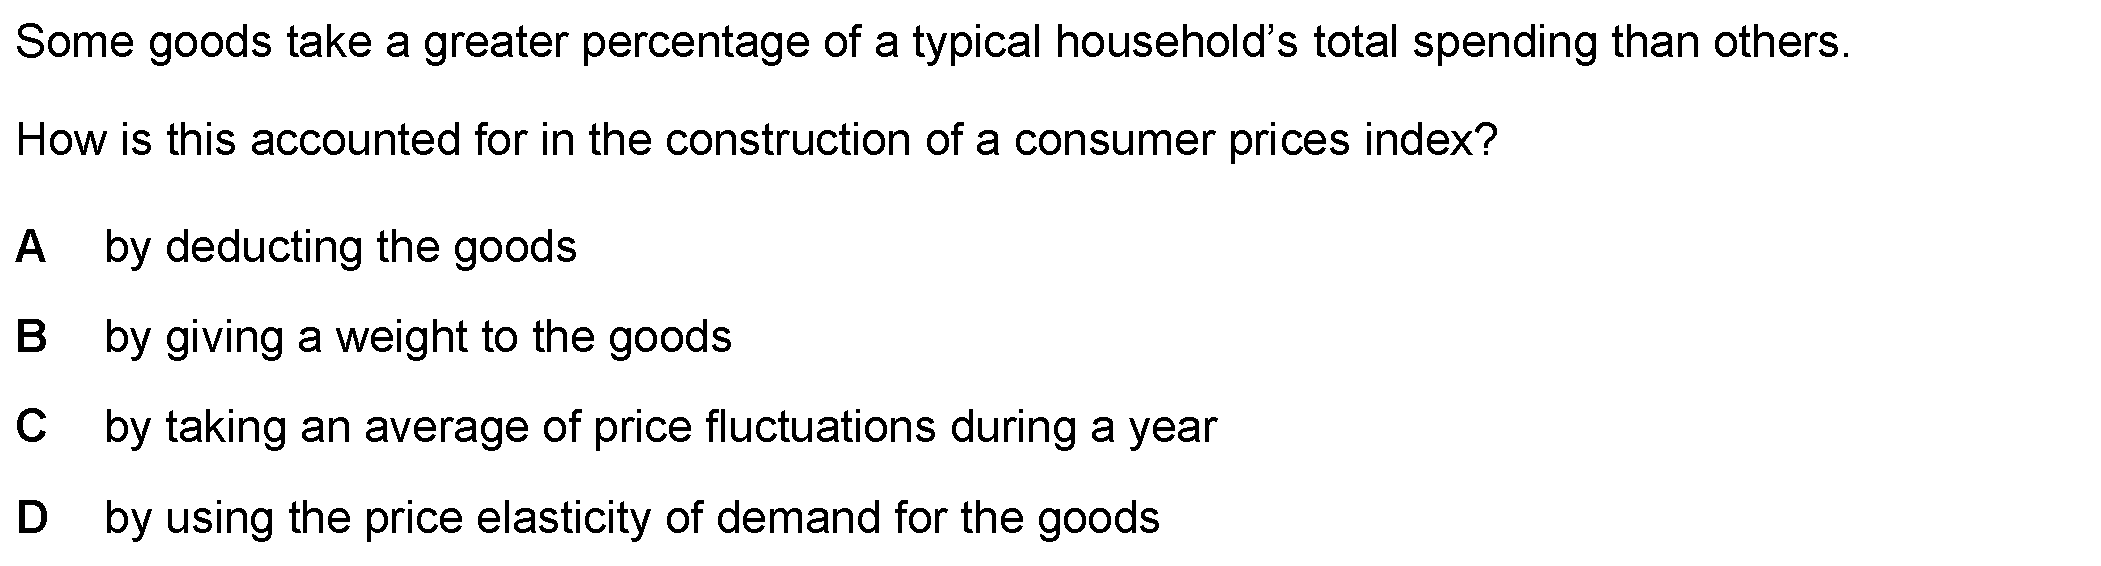 Some goods take a greater percentage of a typical household’s total spending than others.
How is this accounted for in the construction of a consumer prices index?
A by deducting the goods
B by giving a weight to the goods
C by taking an average of price fluctuations during a year
D by using the price elasticity of demand for the goods